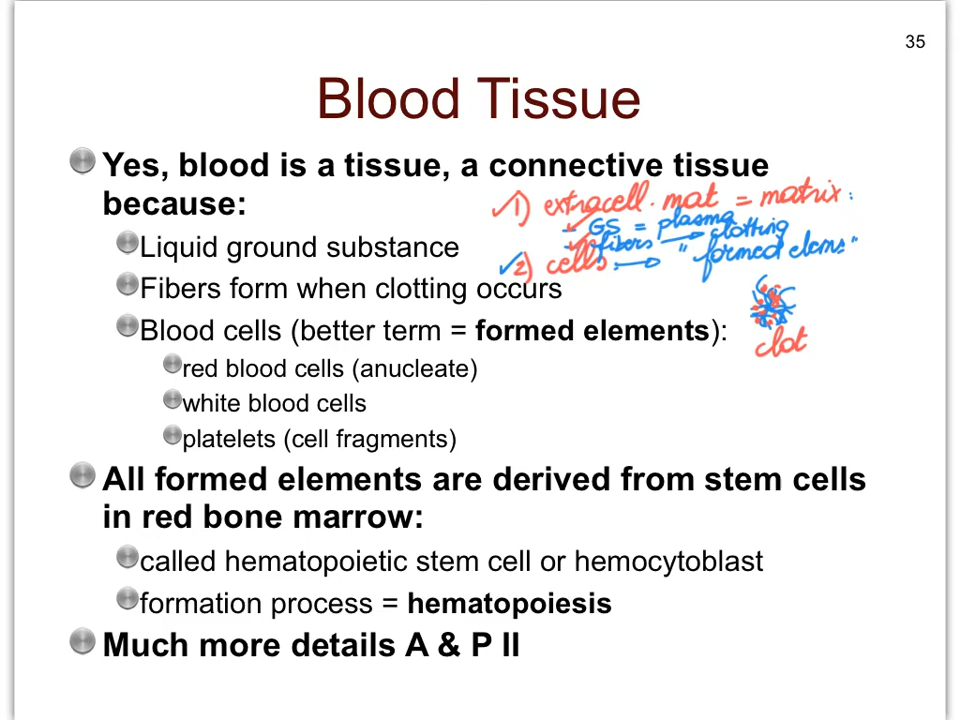 35
Blood Tissue
Yes, blood is a tissue, a connective tissue
because:
✓1) extracell. mat = matrix :
- GS = plasma
- fibers → clotting
✓2) cells → "formed elems"
Liquid ground substance
Fibers form when clotting occurs
Blood cells (better term = formed elements):
clot
red blood cells (anucleate)
white blood cells
platelets (cell fragments)
All formed elements are derived from stem cells
in red bone marrow:
called hematopoietic stem cell or hemocytoblast
formation process = hematopoiesis
Much more details A & P II